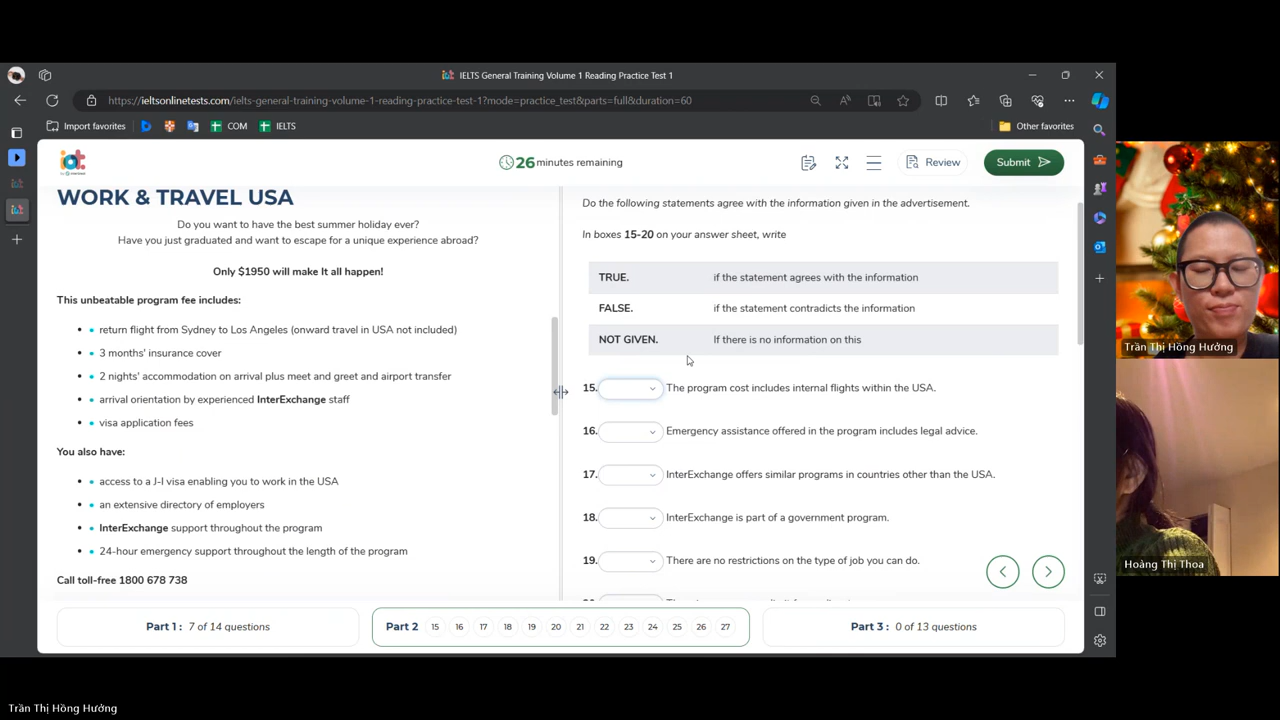 IELTS General Training Volume 1 Reading Practice Test 1
https://ieltsonlinetests.com/ielts-general-training-volume-1-reading-practice-test-1?mode=practice_test&parts=full&duration=60
Import favorites
COM
IELTS
Other favorites
iot
26 minutes remaining
Review
Submit
WORK & TRAVEL USA
Do you want to have the best summer holiday ever?
Have you just graduated and want to escape for a unique experience abroad?
Only $1950 will make It all happen!
This unbeatable program fee includes:
return flight from Sydney to Los Angeles (onward travel in USA not included)
3 months' insurance cover
2 nights' accommodation on arrival plus meet and greet and airport transfer
arrival orientation by experienced InterExchange staff
visa application fees
You also have:
access to a J-I visa enabling you to work in the USA
an extensive directory of employers
InterExchange support throughout the program
24-hour emergency support throughout the length of the program
Call toll-free 1800 678 738
Do the following statements agree with the information given in the advertisement.
In boxes 15-20 on your answer sheet, write
TRUE. if the statement agrees with the information
FALSE. if the statement contradicts the information
NOT GIVEN. If there is no information on this
15. The program cost includes internal flights within the USA.
16. Emergency assistance offered in the program includes legal advice.
17. InterExchange offers similar programs in countries other than the USA.
18. InterExchange is part of a government program.
19. There are no restrictions on the type of job you can do.
Part 1 : 7 of 14 questions
Part 2 15 16 17 18 19 20 21 22 23 24 25 26 27
Part 3 : 0 of 13 questions
Trần Thị Hồng Hưởng
Hoàng Thị Thoa
Trần Thị Hồng Hưởng